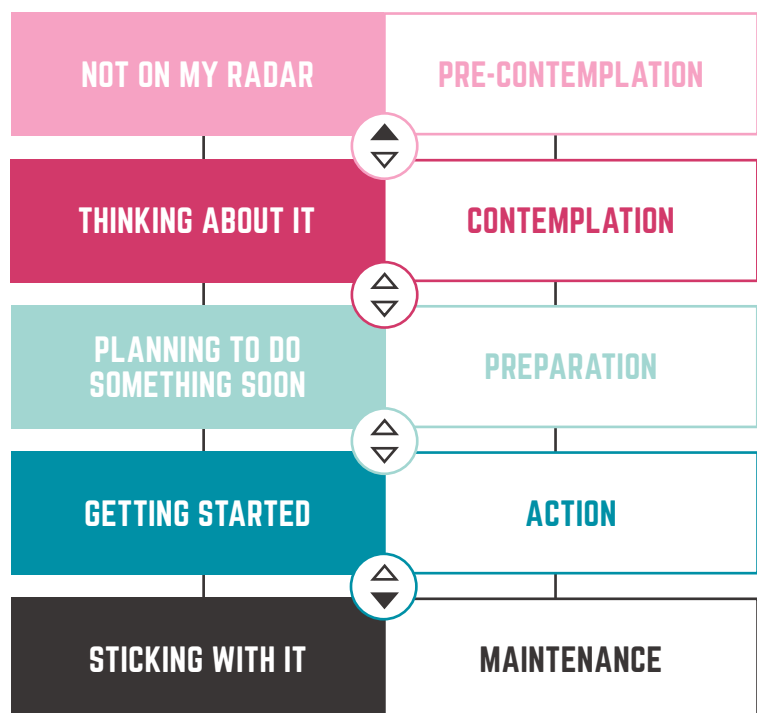 NOT ON MY RADAR
PRE-CONTEMPLATION
THINKING ABOUT IT
CONTEMPLATION
PLANNING TO DO
SOMETHING SOON
PREPARATION
GETTING STARTED
ACTION
STICKING WITH IT
MAINTENANCE